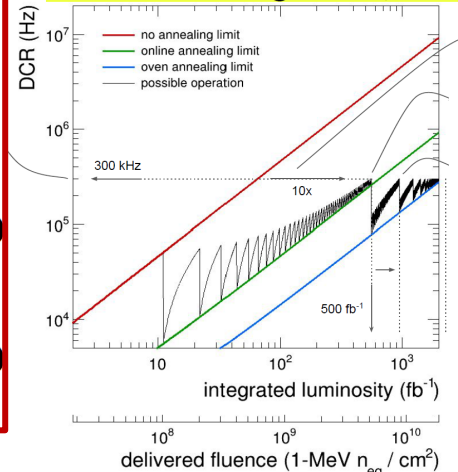 DCR (Hz)
10⁷
10⁶
10⁵
10⁴
no annealing limit
online annealing limit
oven annealing limit
possible operation
300 kHz
10x
500 fb⁻¹
10
10²
10³
integrated luminosity (fb⁻¹)
10⁸
10⁹
10¹⁰
delivered fluence (1-MeV n_eq / cm²)